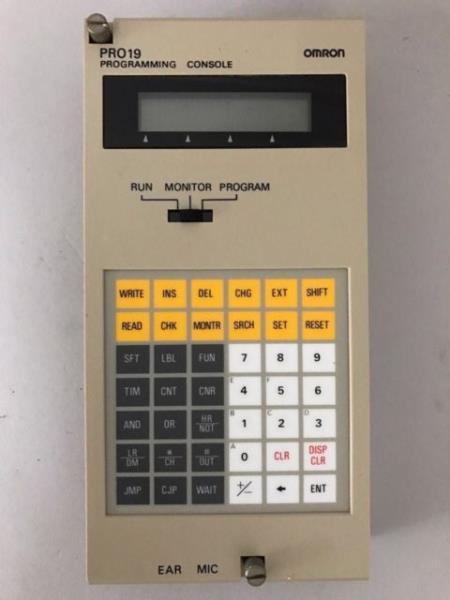 PRO19 OMRON
PROGRAMMING CONSOLE
RUN MONITOR PROGRAM
WRITE INS DEL CHG EXT SHIFT
READ CHK MONTR SRCH SET RESET
SFT LBL FUN 7 8 9
TIM CNT CNR E 4 F 5 6
AND OR HR/NOT B 1 C 2 D 3
LR/DM */CH A 0 CLR DISP CLR
JMP CJP WAIT +/− ← ENT
EAR MIC